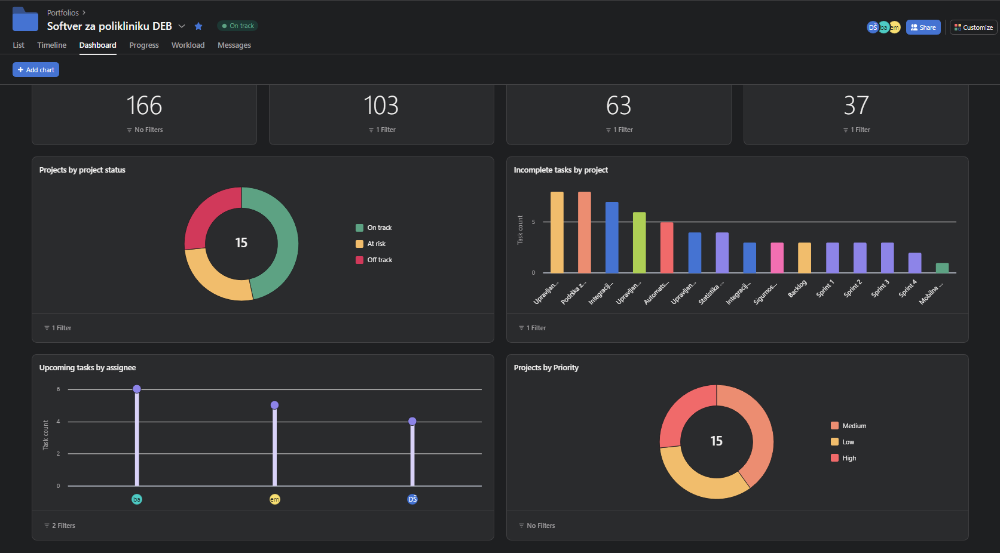 Portfolios
Softver za polikliniku DEB
On track
DŠ
ba
em
Share
Customize
List
Timeline
Dashboard
Progress
Workload
Messages
+ Add chart
166
No Filters
103
1 Filter
63
1 Filter
37
1 Filter
Projects by project status
15
On track
At risk
Off track
1 Filter
Incomplete tasks by project
Task count
5
0
Upravljan...
Podrška z...
Integracij...
Upravljan...
Automats...
Upravljan...
Statistika ...
Integracij...
Sigurnos...
Backlog
Sprint 1
Sprint 2
Sprint 3
Sprint 4
Mobilna ...
1 Filter
Upcoming tasks by assignee
Task count
6
4
2
0
ba
em
DŠ
2 Filters
Projects by Priority
15
Medium
Low
High
No Filters